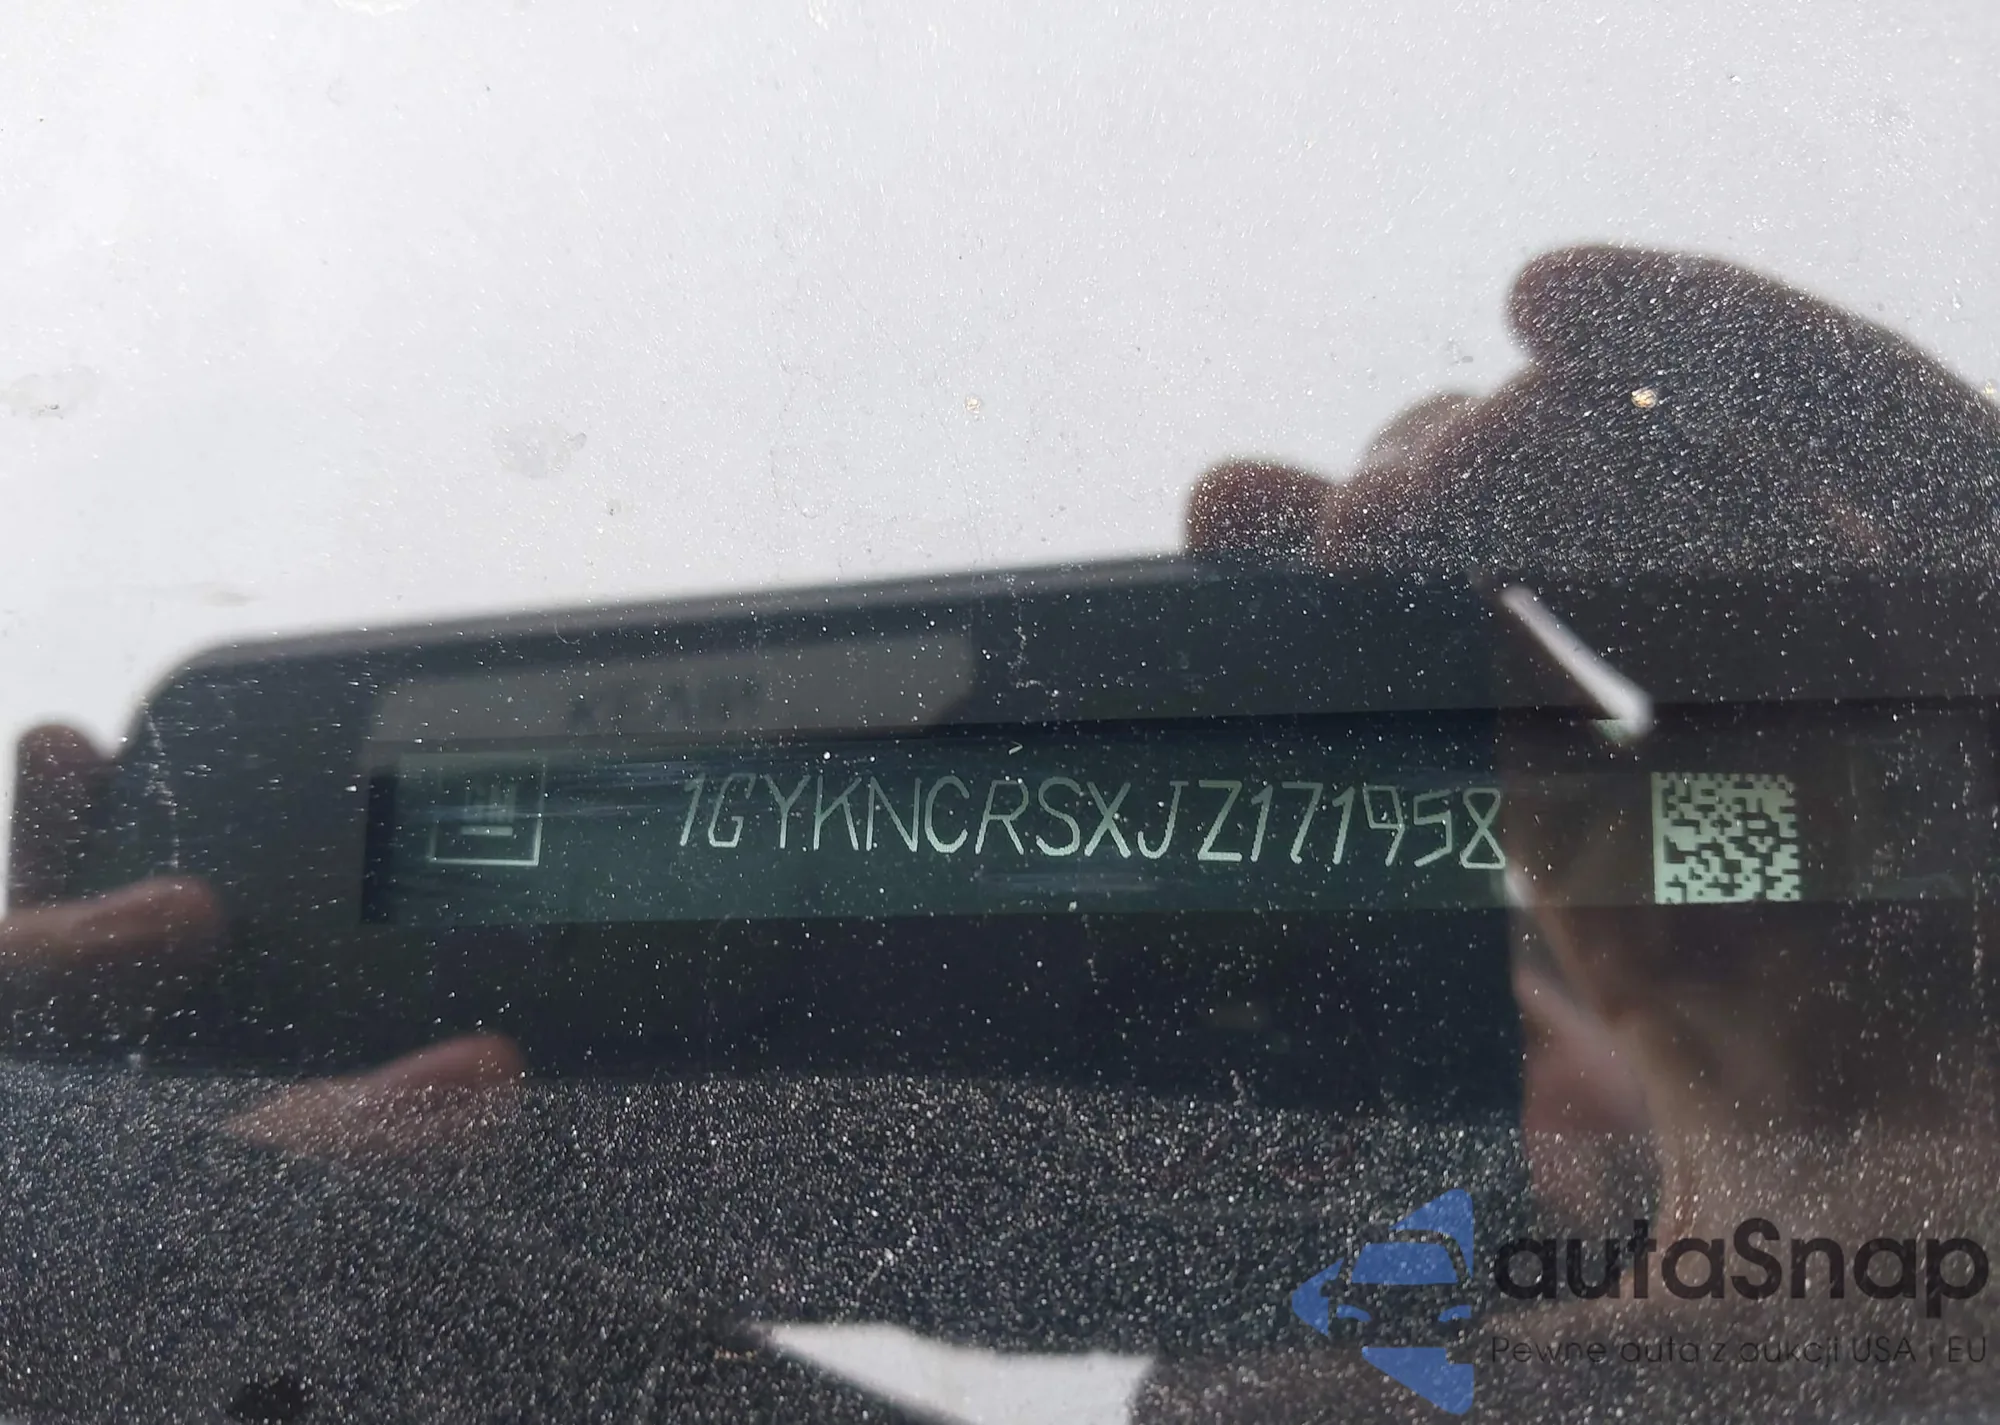 1GYKNCRSXJZ171958
autaSnap
Pewne auta z aukcji USA i EU